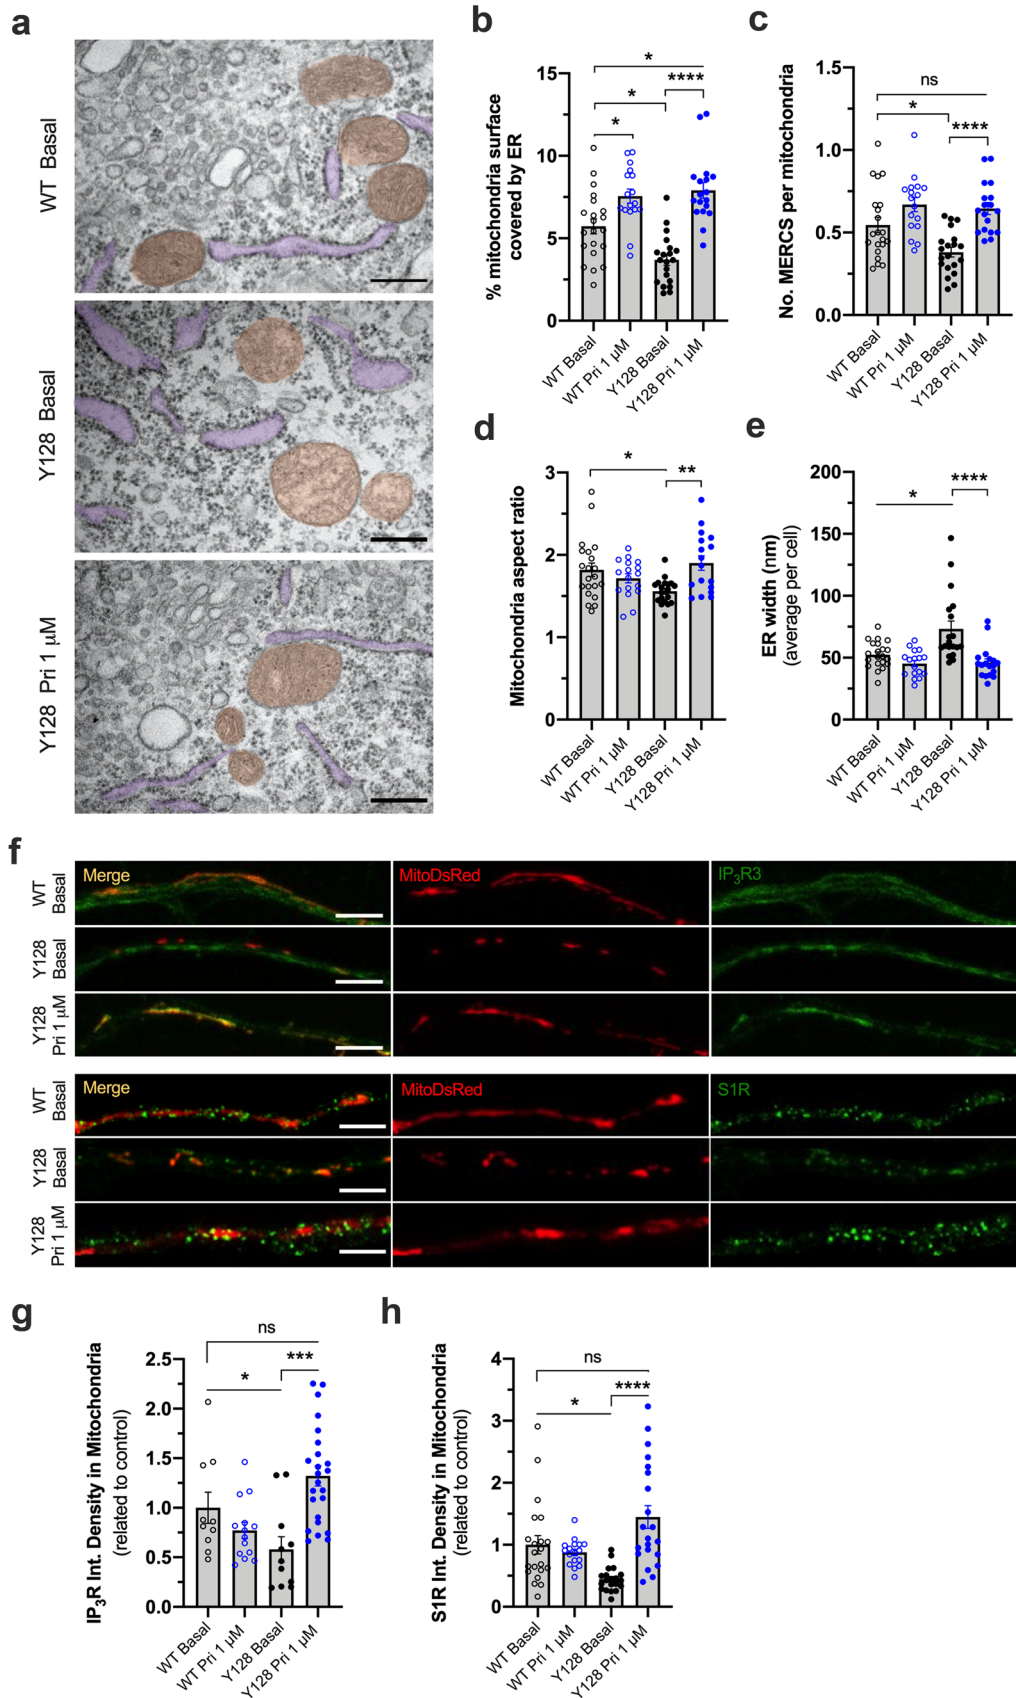 a
WT Basal
Y128 Basal
Y128 Pri 1 µM
b
% mitochondria surface
covered by ER
15
10
5
0
*
****
*
*
WT Basal
WT Pri 1 µM
Y128 Basal
Y128 Pri 1 µM
c
No. MERCS per mitochondria
1.5
1.0
0.5
0.0
ns
*
****
WT Basal
WT Pri 1 µM
Y128 Basal
Y128 Pri 1 µM
d
Mitochondria aspect ratio
3
2
1
0
*
**
WT Basal
WT Pri 1 µM
Y128 Basal
Y128 Pri 1 µM
e
ER width (nm)
(average per cell)
200
150
100
50
0
*
****
WT Basal
WT Pri 1 µM
Y128 Basal
Y128 Pri 1 µM
f
WT
Basal
Merge
MitoDsRed
IP₃R3
Y128
Basal
Y128
Pri 1 µM
WT
Basal
Merge
MitoDsRed
S1R
Y128
Basal
Y128
Pri 1 µM
g
IP₃R Int. Density in Mitochondria
(related to control)
2.5
2.0
1.5
1.0
0.5
0.0
ns
*
***
WT Basal
WT Pri 1 µM
Y128 Basal
Y128 Pri 1 µM
h
S1R Int. Density in Mitochondria
(related to control)
4
3
2
1
0
ns
*
****
WT Basal
WT Pri 1 µM
Y128 Basal
Y128 Pri 1 µM